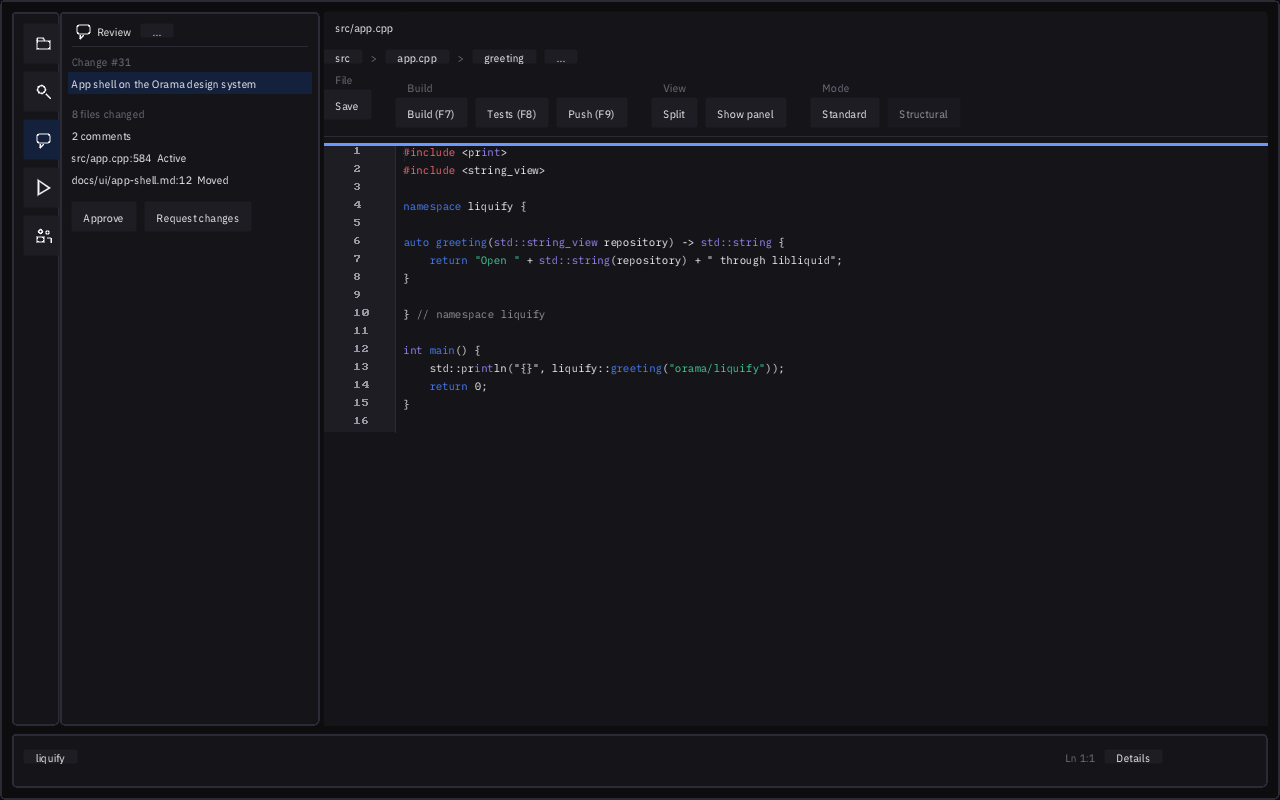 Review ...
Change #31
App shell on the Orama design system
8 files changed
2 comments
src/app.cpp:584 Active
docs/ui/app-shell.md:12 Moved
Approve Request changes
src/app.cpp
src > app.cpp > greeting ...
File Build View Mode
Save Build (F7) Tests (F8) Push (F9) Split Show panel Standard Structural
1 #include <print>
2 #include <string_view>
3
4 namespace liquify {
5
6 auto greeting(std::string_view repository) -> std::string {
7     return "Open " + std::string(repository) + " through libliquid";
8 }
9
10 } // namespace liquify
11
12 int main() {
13     std::println("{}", liquify::greeting("orama/liquify"));
14     return 0;
15 }
16
liquify Ln 1:1 Details